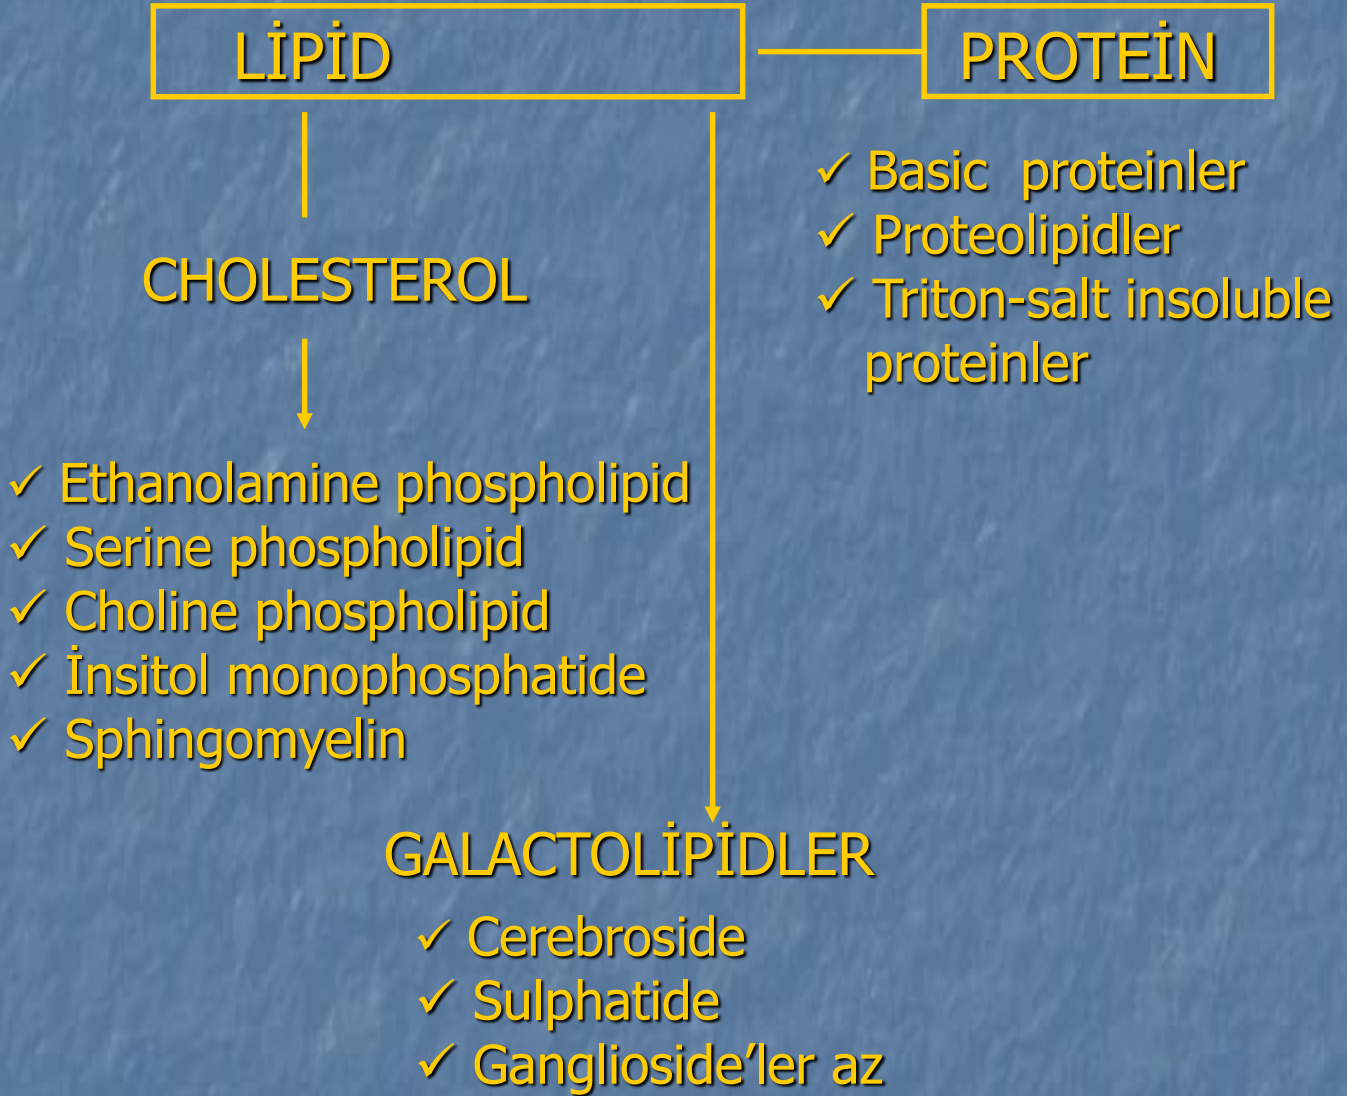 LİPİD
PROTEİN
CHOLESTEROL
✓ Ethanolamine phospholipid
✓ Serine phospholipid
✓ Choline phospholipid
✓ İnsitol monophosphatide
✓ Sphingomyelin
✓ Basic proteinler
✓ Proteolipidler
✓ Triton-salt insoluble
proteinler
GALACTOLİPİDLER
✓ Cerebroside
✓ Sulphatide
✓ Ganglioside’ler az